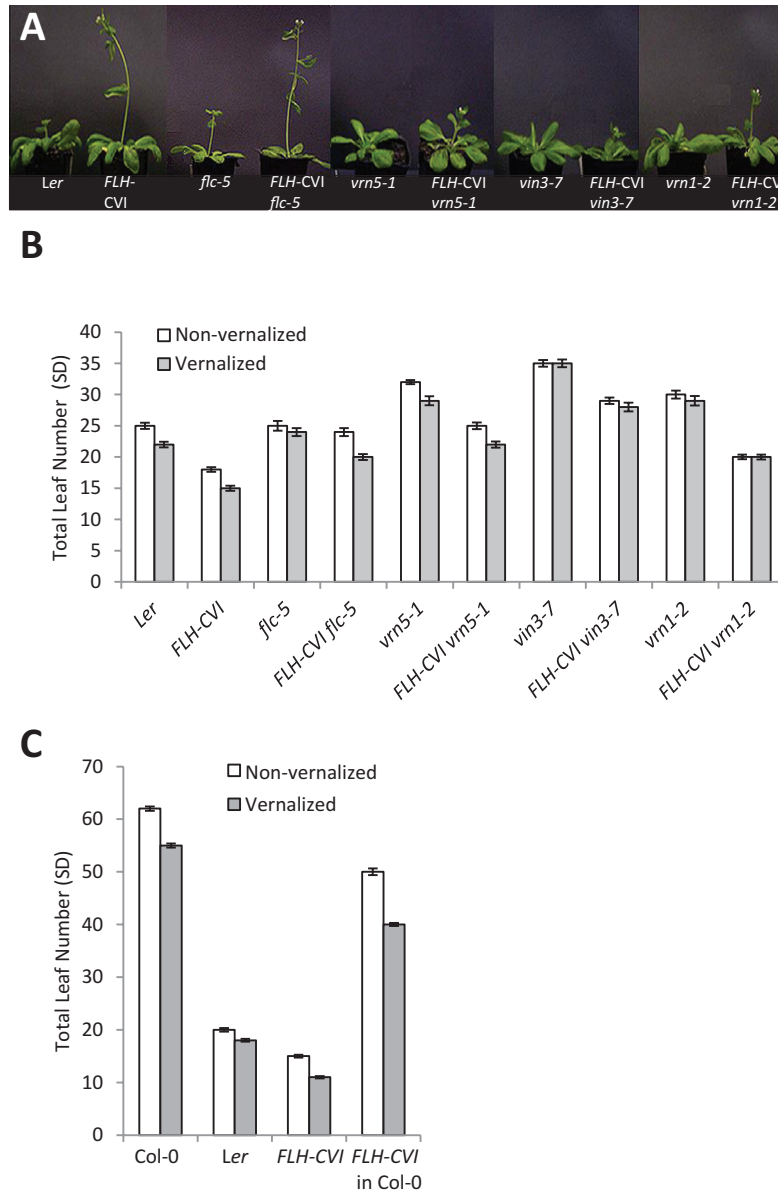 A
Ler FLH- flc-5 FLH-CVI vrn5-1 FLH-CVI vin3-7 FLH-CVI vrn1-2 FLH-CV
CVI flc-5 vrn5-1 vin3-7 vrn1-2
B
Non-vernalized
Vernalized
Total Leaf Number (SD)
40
35
30
25
20
15
10
5
0
Ler FLH-CVI flc-5 FLH-CVI flc-5 vrn5-1 FLH-CVI vrn5-1 vin3-7 FLH-CVI vin3-7 vrn1-2 FLH-CVI vrn1-2
C
Non-vernalized
Vernalized
Total Leaf Number (SD)
70
60
50
40
30
20
10
0
Col-0 Ler FLH-CVI FLH-CVI
in Col-0